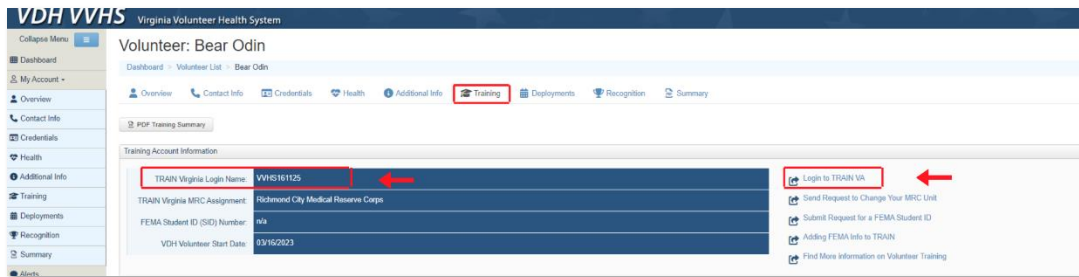 VDH VVHS Virginia Volunteer Health System
Collapse Menu
Dashboard
My Account
Overview
Contact Info
Credentials
Health
Additional Info
Training
Deployments
Recognition
Summary
Alerts
Volunteer: Bear Odin
Dashboard > Volunteer List > Bear Odin
Overview Contact Info Credentials Health Additional Info Training Deployments Recognition Summary
PDF Training Summary
Training Account Information
TRAIN Virginia Login Name: VVHS161125
TRAIN Virginia MRC Assignment: Richmond City Medical Reserve Corps
FEMA Student ID (SID) Number: n/a
VDH Volunteer Start Date: 03/16/2023
Login to TRAIN VA
Send Request to Change Your MRC Unit
Submit Request for a FEMA Student ID
Adding FEMA Info to TRAIN
Find More information on Volunteer Training